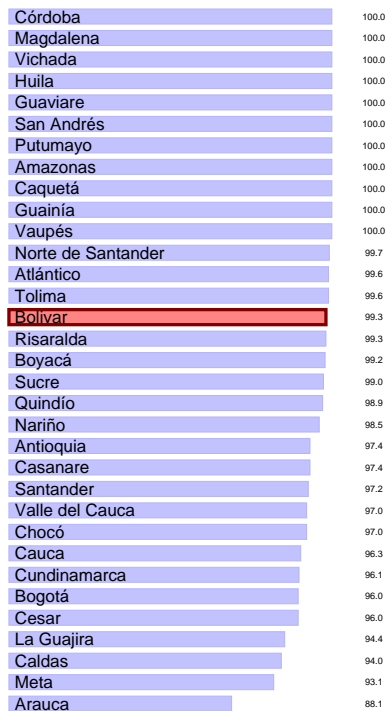 Córdoba 100.0
Magdalena 100.0
Vichada 100.0
Huila 100.0
Guaviare 100.0
San Andrés 100.0
Putumayo 100.0
Amazonas 100.0
Caquetá 100.0
Guainía 100.0
Vaupés 100.0
Norte de Santander 99.7
Atlántico 99.6
Tolima 99.6
Bolivar 99.3
Risaralda 99.3
Boyacá 99.2
Sucre 99.0
Quindío 98.9
Nariño 98.5
Antioquia 97.4
Casanare 97.4
Santander 97.2
Valle del Cauca 97.0
Chocó 97.0
Cauca 96.3
Cundinamarca 96.1
Bogotá 96.0
Cesar 96.0
La Guajira 94.4
Caldas 94.0
Meta 93.1
Arauca 88.1